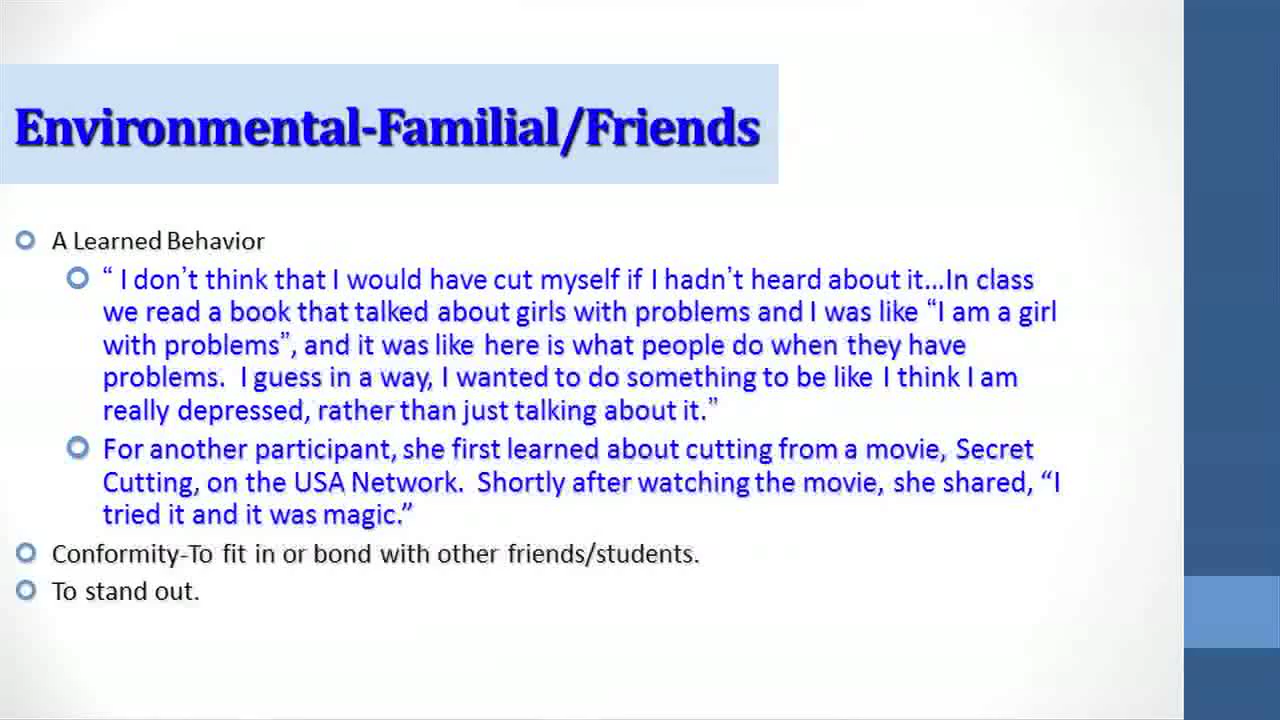 Environmental-Familial/Friends
A Learned Behavior
“ I don’t think that I would have cut myself if I hadn’t heard about it…In class
we read a book that talked about girls with problems and I was like “I am a girl
with problems”, and it was like here is what people do when they have
problems.  I guess in a way, I wanted to do something to be like I think I am
really depressed, rather than just talking about it.”
For another participant, she first learned about cutting from a movie, Secret
Cutting, on the USA Network.  Shortly after watching the movie, she shared, “I
tried it and it was magic.”
Conformity-To fit in or bond with other friends/students.
To stand out.